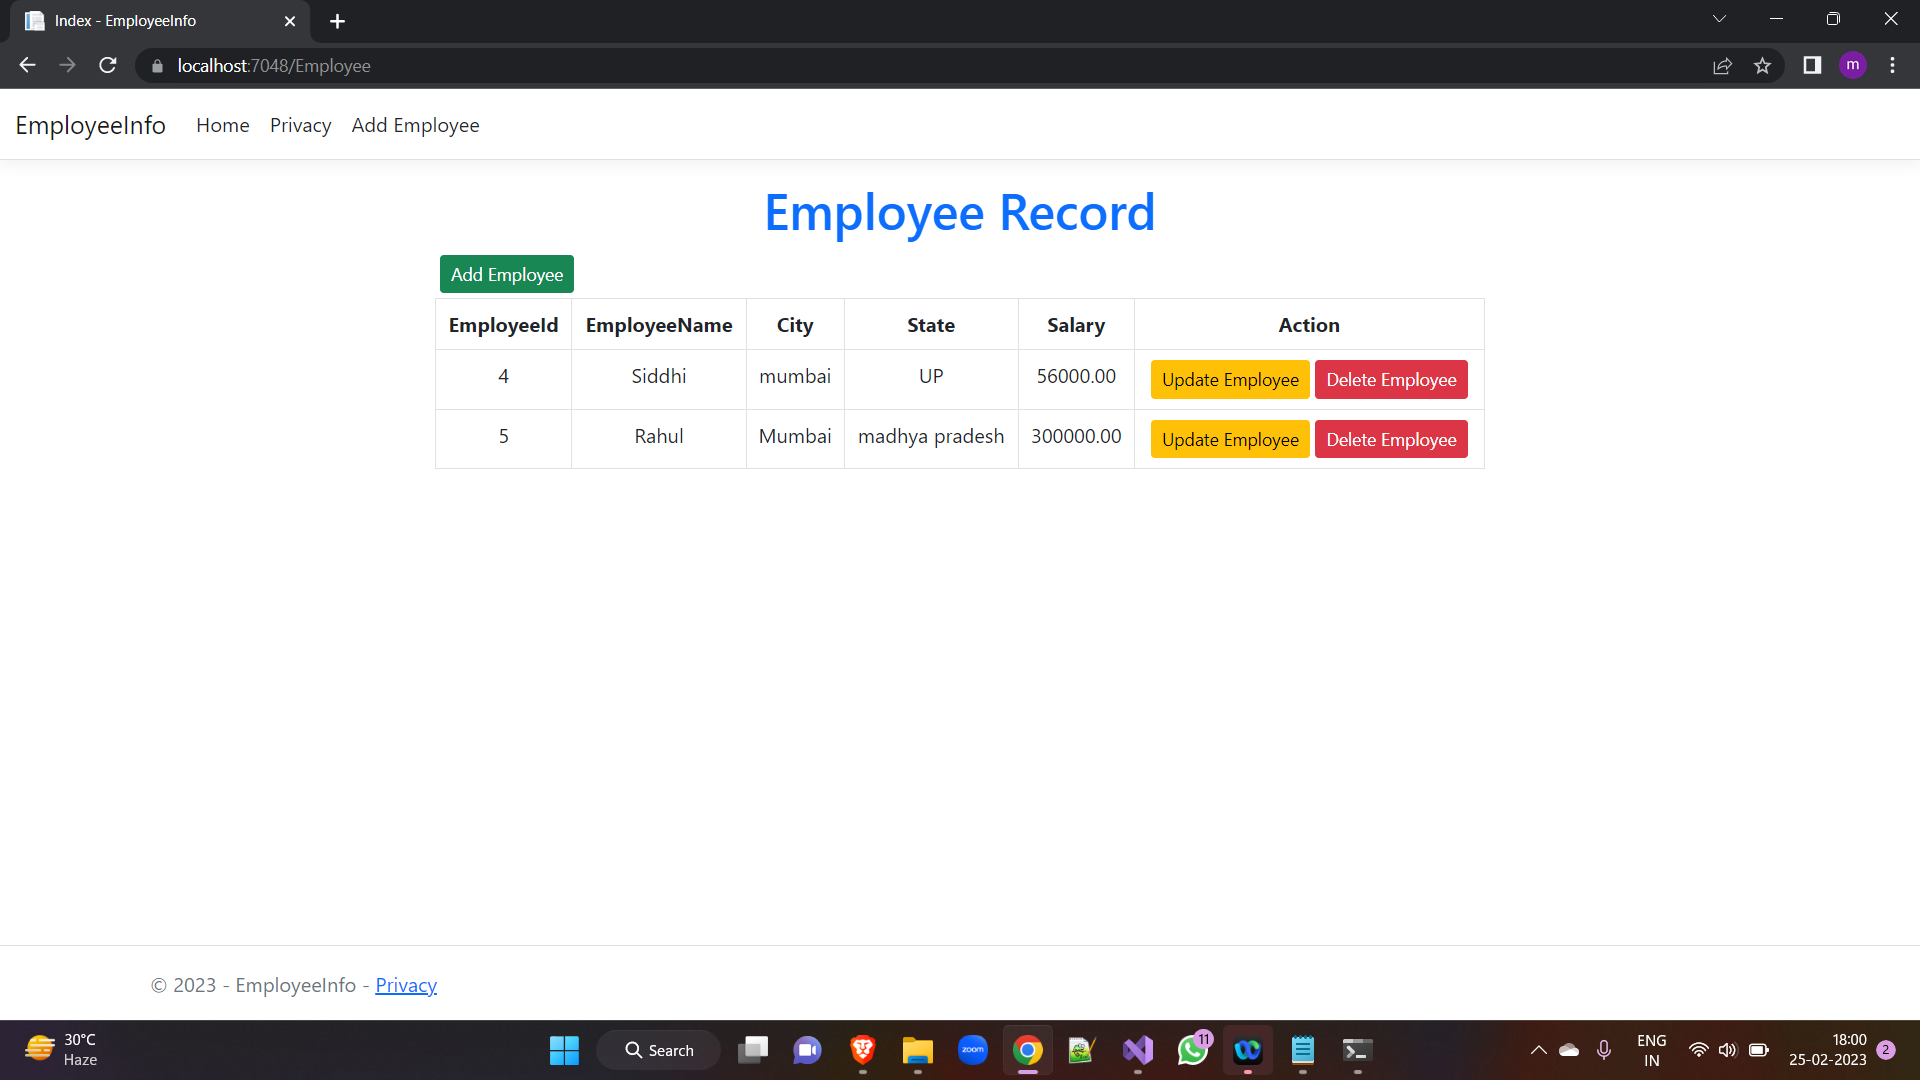 Index - EmployeeInfo
localhost:7048/Employee
m
EmployeeInfo Home Privacy Add Employee
Employee Record
Add Employee
EmployeeId EmployeeName City State Salary Action
4 Siddhi mumbai UP 56000.00 Update Employee Delete Employee
5 Rahul Mumbai madhya pradesh 300000.00 Update Employee Delete Employee
© 2023 - EmployeeInfo - Privacy
30°C
Haze
Search
zoom
11
ENG
IN
18:00
25-02-2023
2